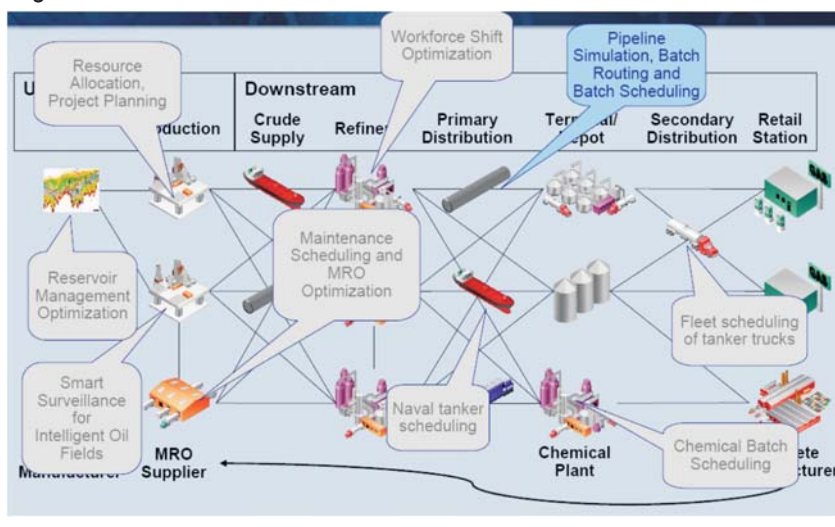 Workforce Shift
Optimization
Pipeline
Simulation, Batch
Routing and
Batch Scheduling
Resource
Allocation,
Project Planning
Downstream
Crude
Supply
Primary
Distribution
Secondary
Distribution
Retail
Station
Maintenance
Scheduling and
MRO
Optimization
Reservoir
Management
Optimization
Fleet scheduling
of tanker trucks
Smart
Surveillance
for
Intelligent Oil
Fields
Naval tanker
scheduling
Chemical Batch
Scheduling
MRO
Supplier
Chemical
Plant
GAS
GAS